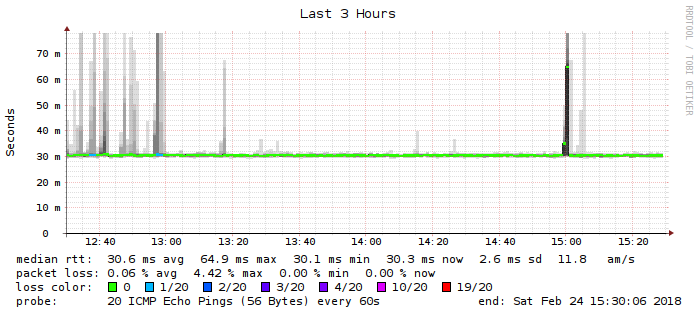 Last 3 Hours
RRDTOOL / TOBI OETIKER
Seconds
70 m
60 m
50 m
40 m
30 m
20 m
10 m
0
12:40 13:00 13:20 13:40 14:00 14:20 14:40 15:00 15:20
median rtt: 30.6 ms avg 64.9 ms max 30.1 ms min 30.3 ms now 2.6 ms sd 11.8 am/s
packet loss: 0.06 % avg 4.42 % max 0.00 % min 0.00 % now
loss color: 0 1/20 2/20 3/20 4/20 10/20 19/20
probe: 20 ICMP Echo Pings (56 Bytes) every 60s end: Sat Feb 24 15:30:06 2018